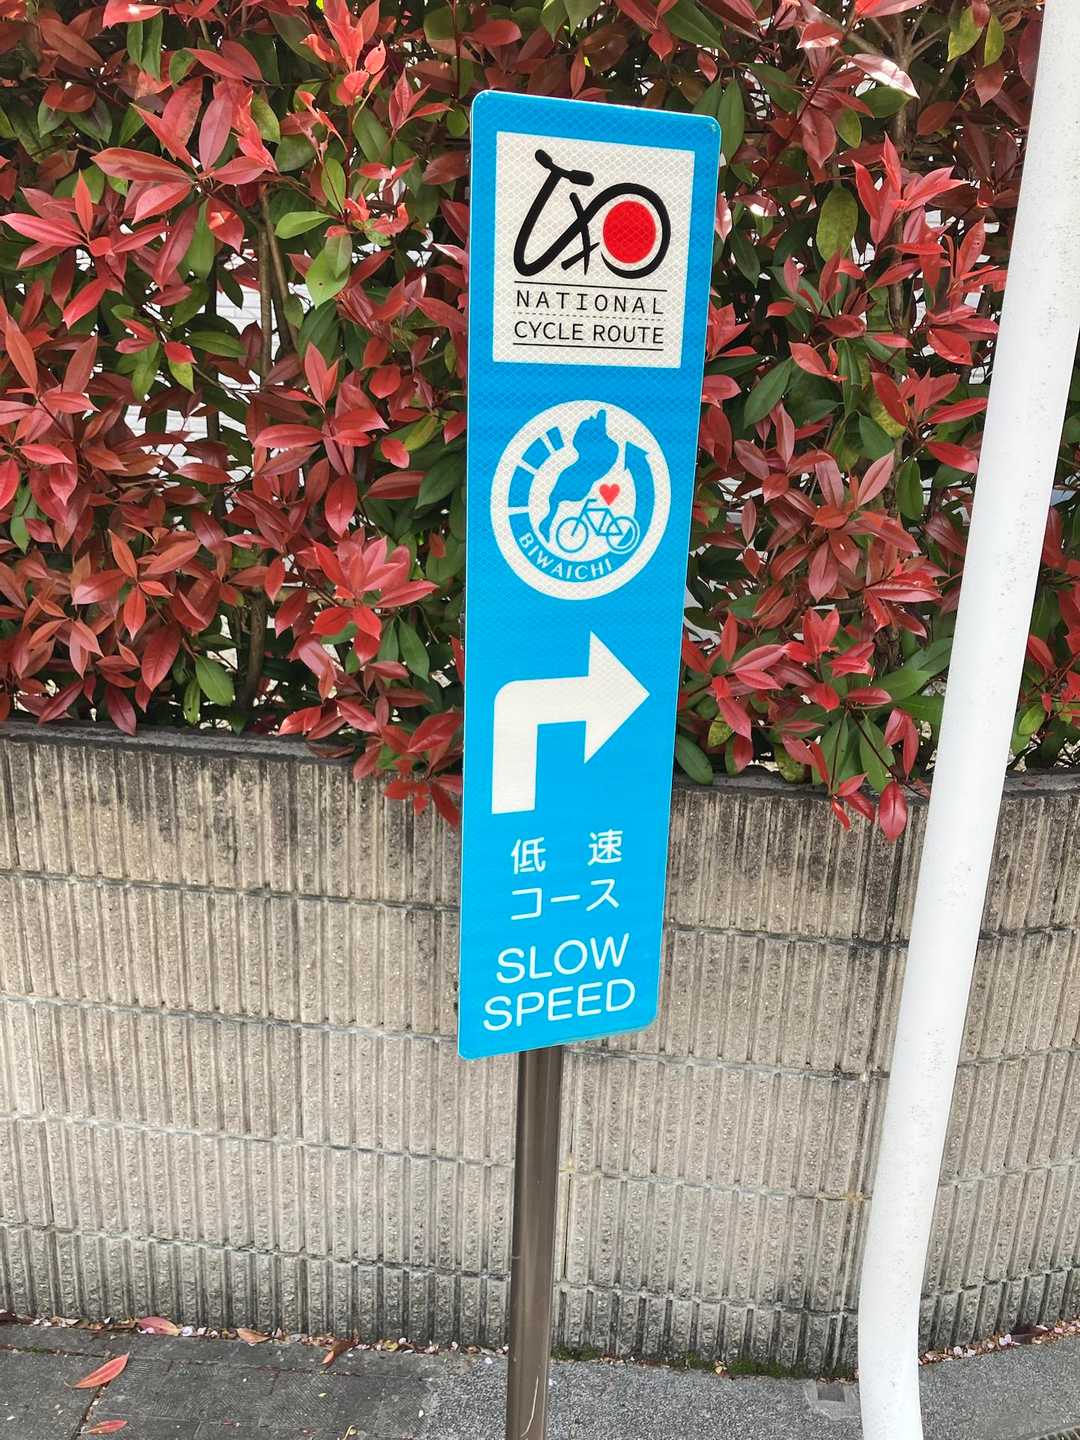 NATIONAL
CYCLE ROUTE
BIWAICHI
低速
コース
SLOW
SPEED